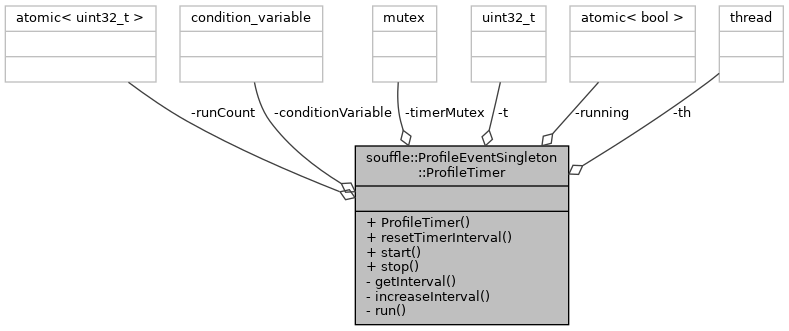 atomic< uint32_t >
condition_variable
mutex
uint32_t
atomic< bool >
thread
-runCount
-conditionVariable
-timerMutex
-t
-running
-th
souffle::ProfileEventSingleton
::ProfileTimer
+ ProfileTimer()
+ resetTimerInterval()
+ start()
+ stop()
- getInterval()
- increaseInterval()
- run()